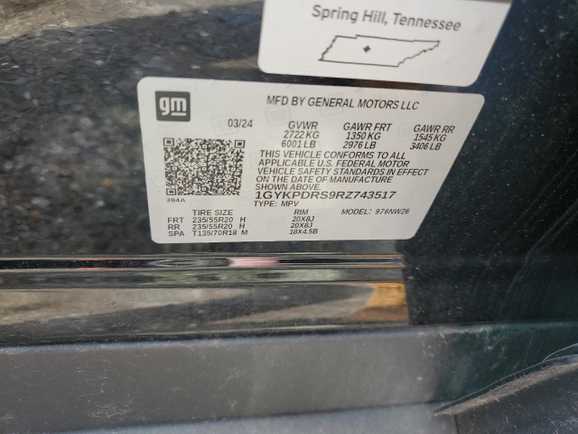 Spring Hill, Tennessee
gm
MFD BY GENERAL MOTORS LLC
03/24 GVWR GAWR FRT GAWR RR
2722 KG 1350 KG 1545 KG
6001 LB 2976 LB 3406 LB
THIS VEHICLE CONFORMS TO ALL
APPLICABLE U.S. FEDERAL MOTOR
VEHICLE SAFETY STANDARDS IN EFFECT
ON THE DATE OF MANUFACTURE
SHOWN ABOVE.
1GYKPDRS9RZ743517
TYPE: MPV MODEL:
TIRE SIZE RIM
FRT 235/55R20 H 20X8J
RR 235/55R20 H 20X8J
SPA T135/70R18 M 18X4.5B